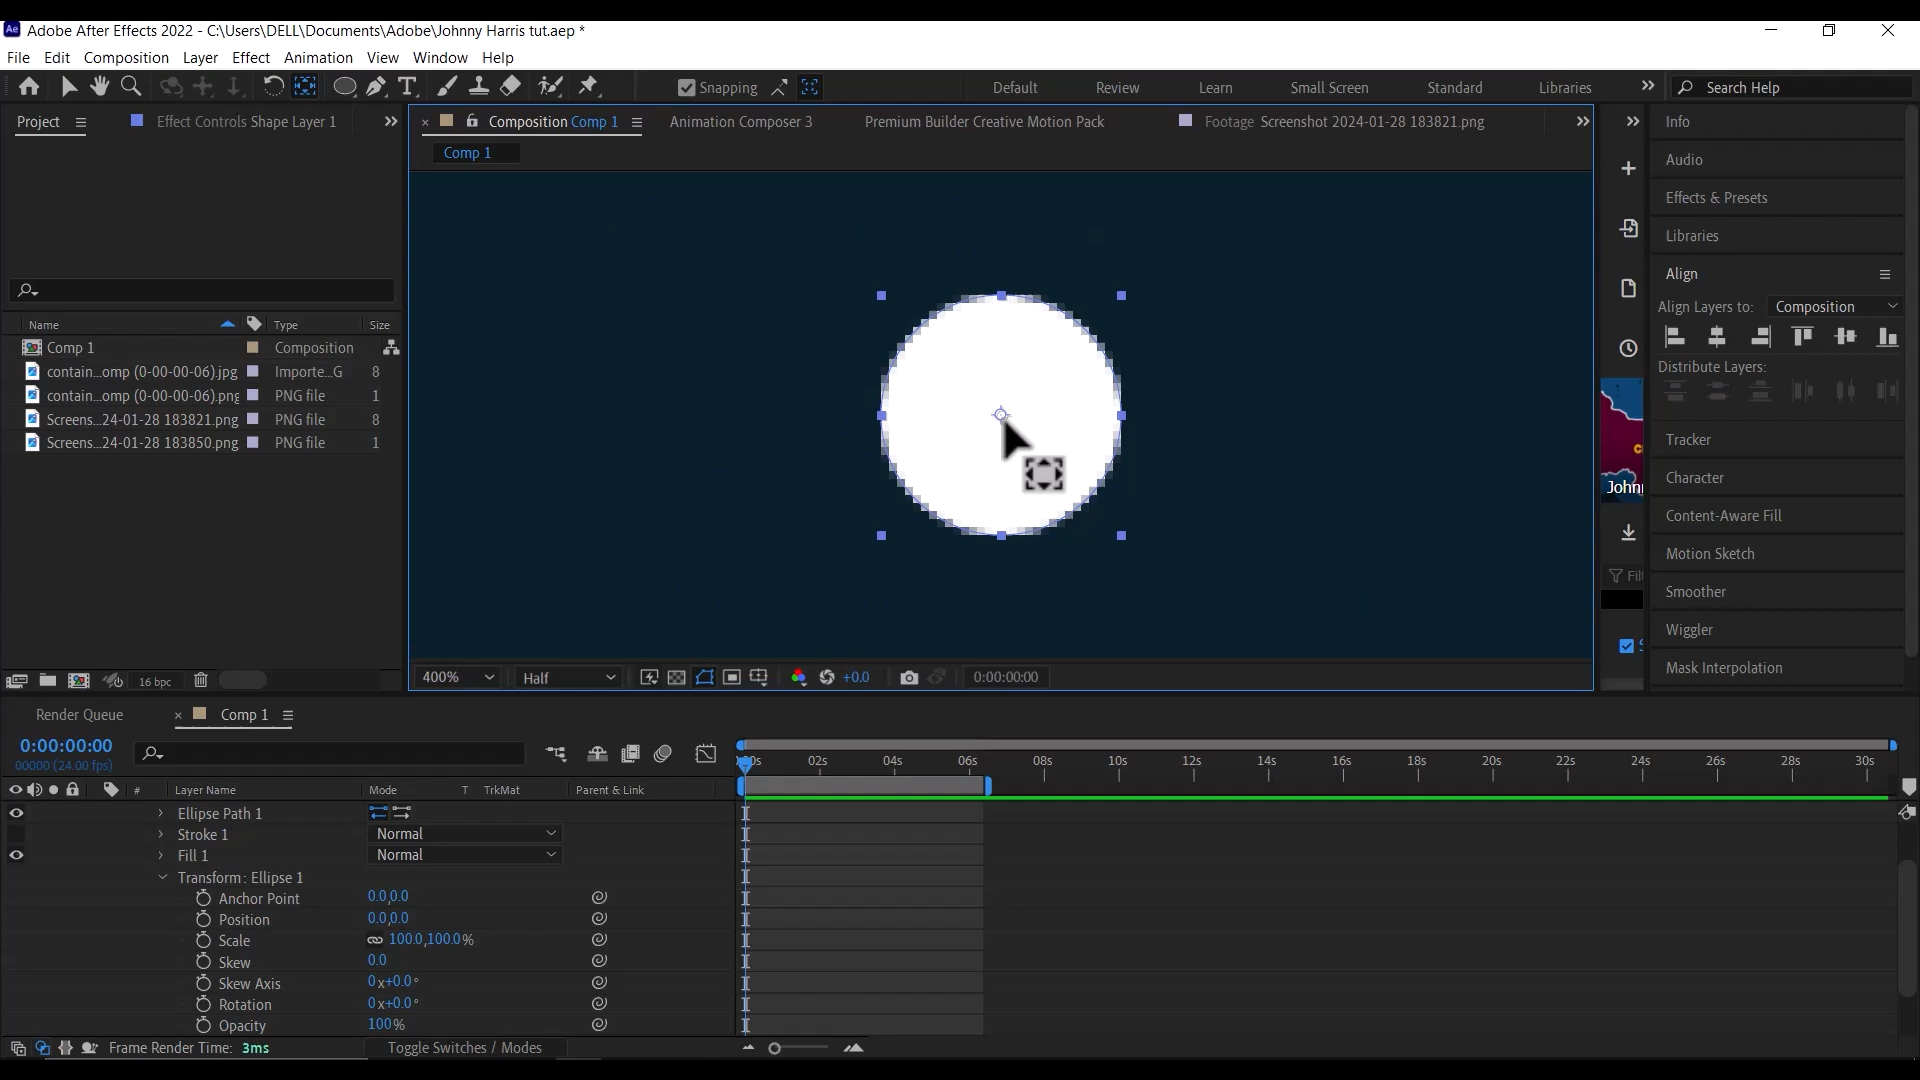 Ae Adobe After Effects 2022 - C:\Users\DELL\Documents\Adobe\Johnny Harris tut.aep *
File Edit Composition Layer Effect Animation View Window Help
Snapping Default Review Learn Small Screen Standard Libraries Search Help
Project Effect Controls Shape Layer 1
Composition Comp 1 Animation Composer 3 Premium Builder Creative Motion Pack Footage Screenshot 2024-01-28 183821.png
Comp 1
Info
Audio
Effects & Presets
Libraries
Align
Align Layers to: Composition
Distribute Layers:
Tracker
Character
Content-Aware Fill
Motion Sketch
Smoother
Wiggler
Mask Interpolation
Name Type Size
Comp 1 Composition
contain...omp (0-00-00-06).jpg Importe...G 8
contain...omp (0-00-00-06).png PNG file 1
Screens...24-01-28 183821.png PNG file 8
Screens...24-01-28 183850.png PNG file 1
John
Fil
16 bpc
400% Half +0.0 0:00:00:00
Render Queue Comp 1
0:00:00:00
00000 (24.00 fps)
02s 04s 06s 08s 10s 12s 14s 16s 18s 20s 22s 24s 26s 28s 30s
# Layer Name Mode T TrkMat Parent & Link
Ellipse Path 1
Stroke 1 Normal
Fill 1 Normal
Transform: Ellipse 1
Anchor Point 0.0,0.0
Position 0.0,0.0
Scale 100.0,100.0%
Skew 0.0
Skew Axis 0x+0.0°
Rotation 0x+0.0°
Opacity 100%
Frame Render Time: 3ms Toggle Switches / Modes